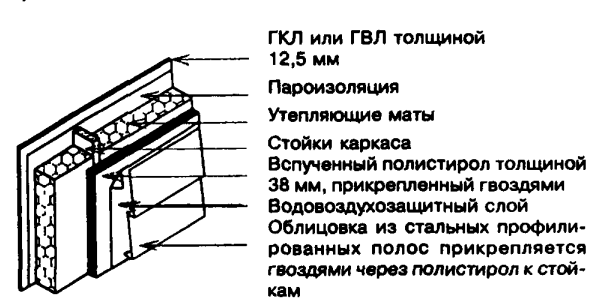 ГКЛ или ГВЛ толщиной
12,5 мм
Пароизоляция
Утепляющие маты
Стойки каркаса
Вспученный полистирол толщиной
38 мм, прикрепленный гвоздями
Водовоздухозащитный слой
Облицовка из стальных профили-
рованных полос прикрепляется
гвоздями через полистирол к стой-
кам